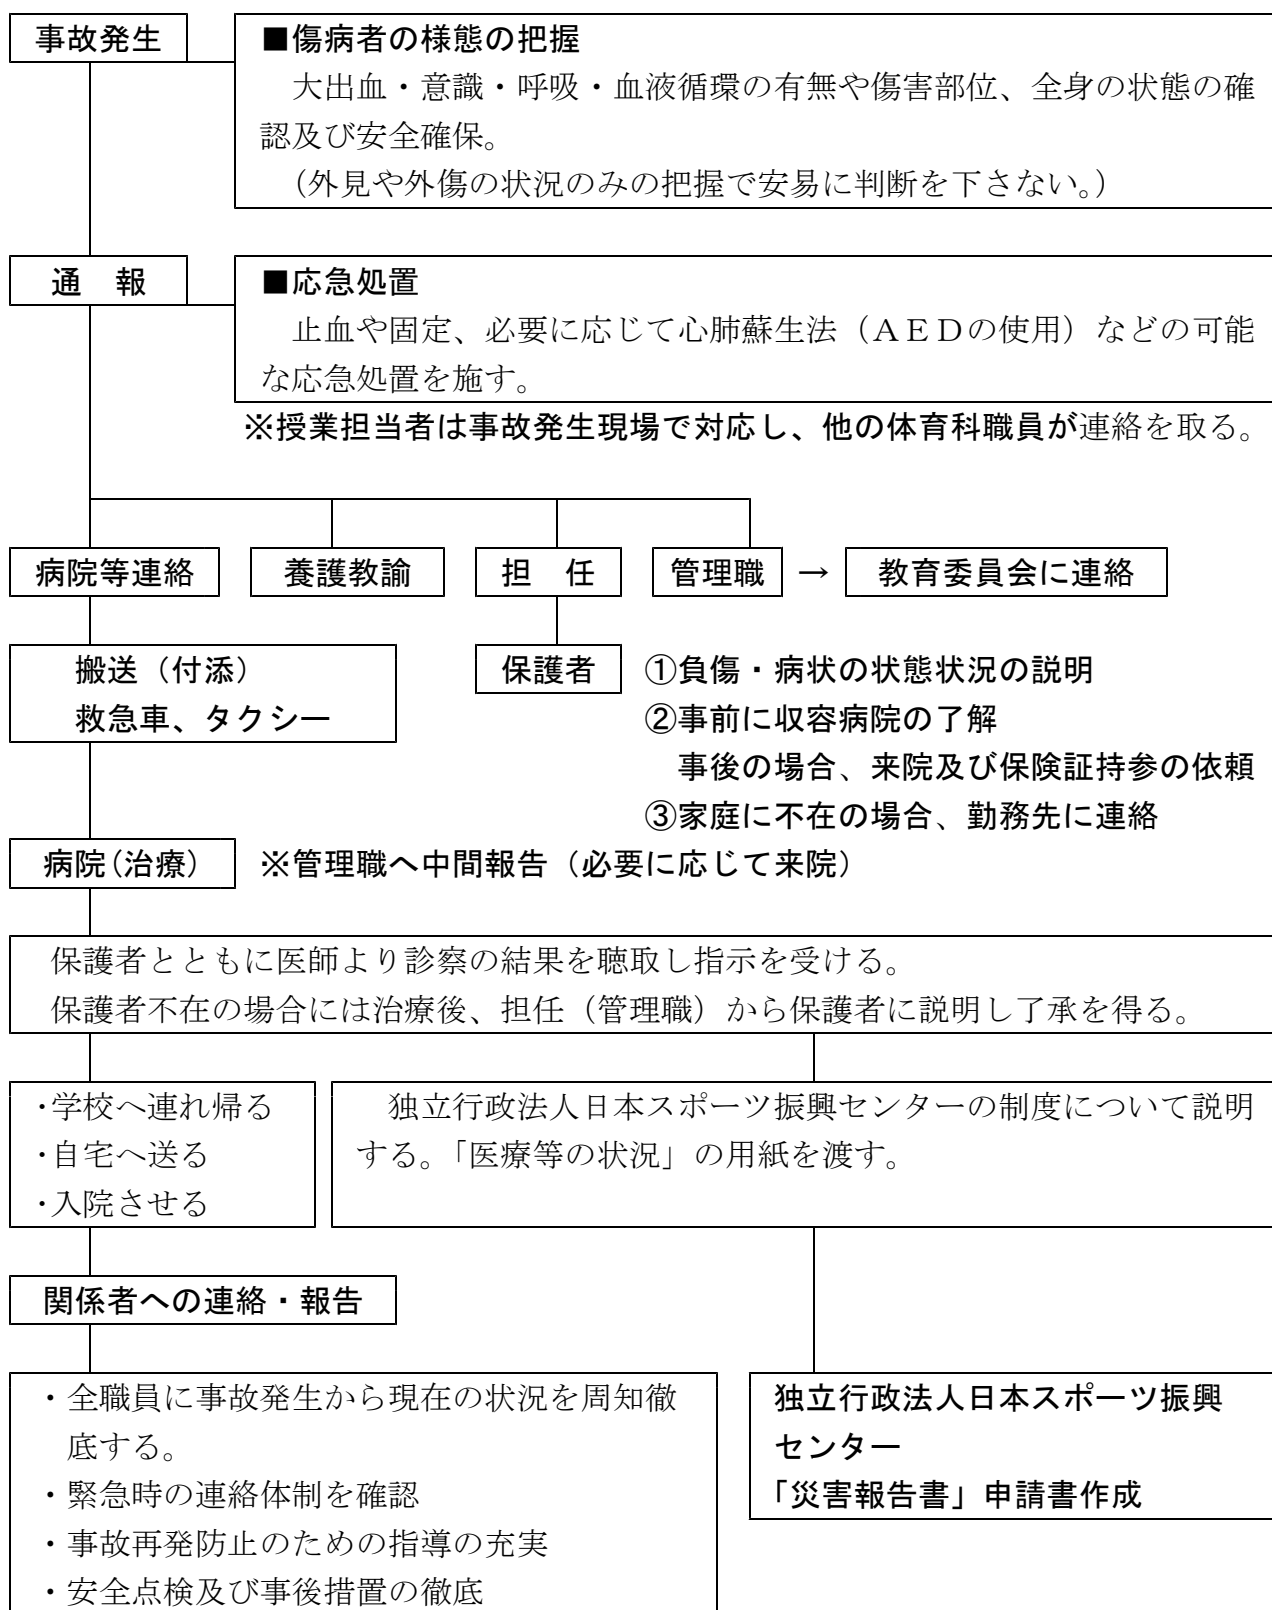 事故発生
■傷病者の様態の把握
大出血・意識・呼吸・血液循環の有無や傷害部位、全身の状態の確
認及び安全確保。
（外見や外傷の状況のみの把握で安易に判断を下さない。）
通　報
■応急処置
止血や固定、必要に応じて心肺蘇生法（ＡＥＤの使用）などの可能
な応急処置を施す。
※授業担当者は事故発生現場で対応し、他の体育科職員が連絡を取る。
病院等連絡
養護教諭
担　任
管理職
→
教育委員会に連絡
搬送（付添）
救急車、タクシー
保護者
①負傷・病状の状態状況の説明
②事前に収容病院の了解
事後の場合、来院及び保険証持参の依頼
③家庭に不在の場合、勤務先に連絡
病院（治療）
※管理職へ中間報告（必要に応じて来院）
保護者とともに医師より診察の結果を聴取し指示を受ける。
保護者不在の場合には治療後、担任（管理職）から保護者に説明し了承を得る。
・学校へ連れ帰る
・自宅へ送る
・入院させる
独立行政法人日本スポーツ振興センターの制度について説明
する。「医療等の状況」の用紙を渡す。
関係者への連絡・報告
・全職員に事故発生から現在の状況を周知徹
底する。
・緊急時の連絡体制を確認
・事故再発防止のための指導の充実
・安全点検及び事後措置の徹底
独立行政法人日本スポーツ振興
センター
「災害報告書」申請書作成